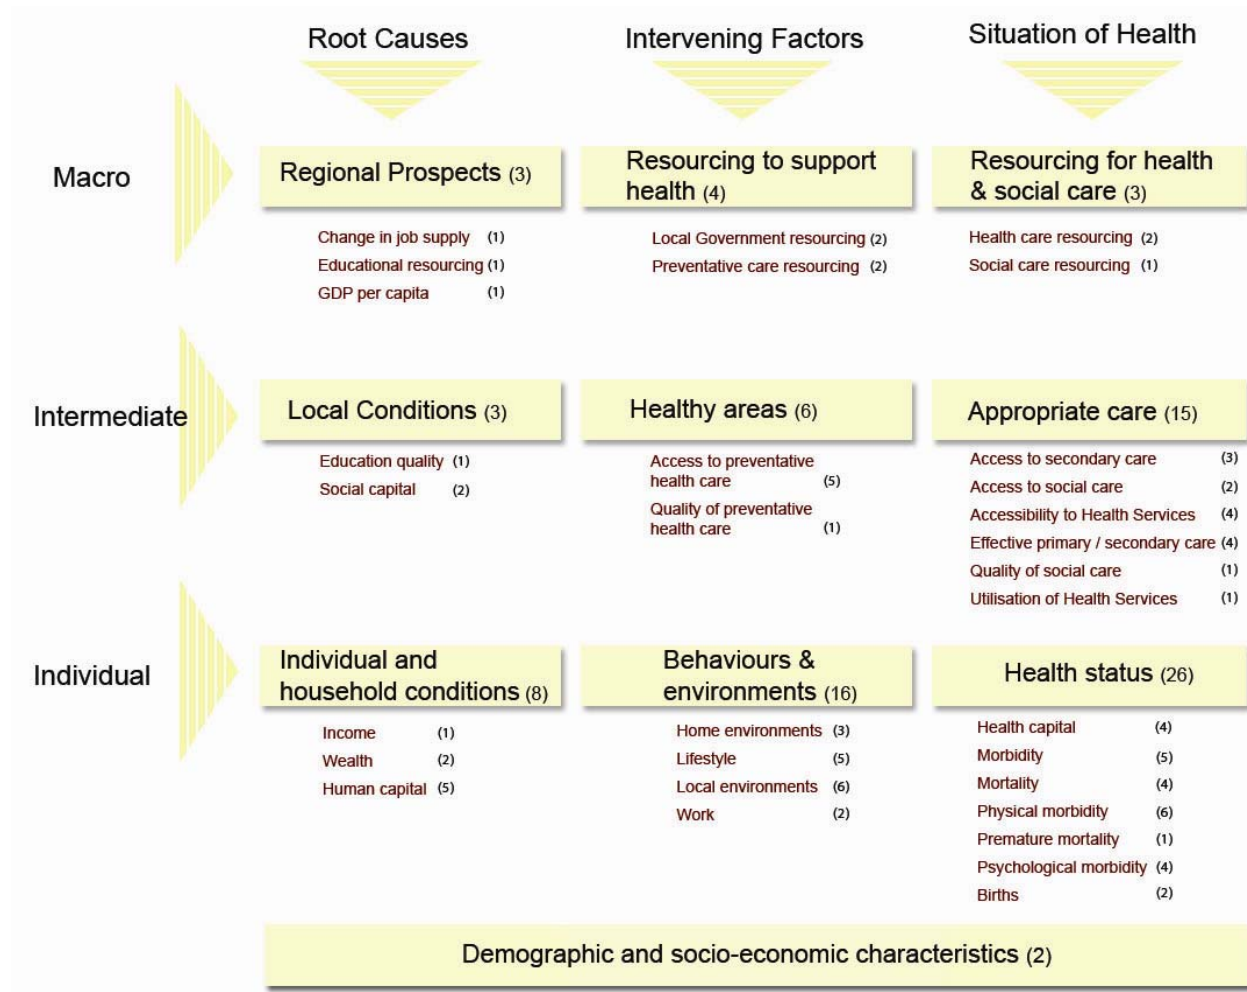 Root Causes
Intervening Factors
Situation of Health
Macro
Regional Prospects (3)
Change in job supply (1)
Educational resourcing (1)
GDP per capita (1)
Resourcing to support
health (4)
Local Government resourcing (2)
Preventative care resourcing (2)
Resourcing for health
& social care (3)
Health care resourcing (2)
Social care resourcing (1)
Intermediate
Local Conditions (3)
Education quality (1)
Social capital (2)
Healthy areas (6)
Access to preventative
health care (5)
Quality of preventative
health care (1)
Appropriate care (15)
Access to secondary care (3)
Access to social care (2)
Accessibility to Health Services (4)
Effective primary / secondary care (4)
Quality of social care (1)
Utilisation of Health Services (1)
Individual
Individual and
household conditions (8)
Income (1)
Wealth (2)
Human capital (5)
Behaviours &
environments (16)
Home environments (3)
Lifestyle (5)
Local environments (6)
Work (2)
Health status (26)
Health capital (4)
Morbidity (5)
Mortality (4)
Physical morbidity (6)
Premature mortality (1)
Psychological morbidity (4)
Births (2)
Demographic and socio-economic characteristics (2)